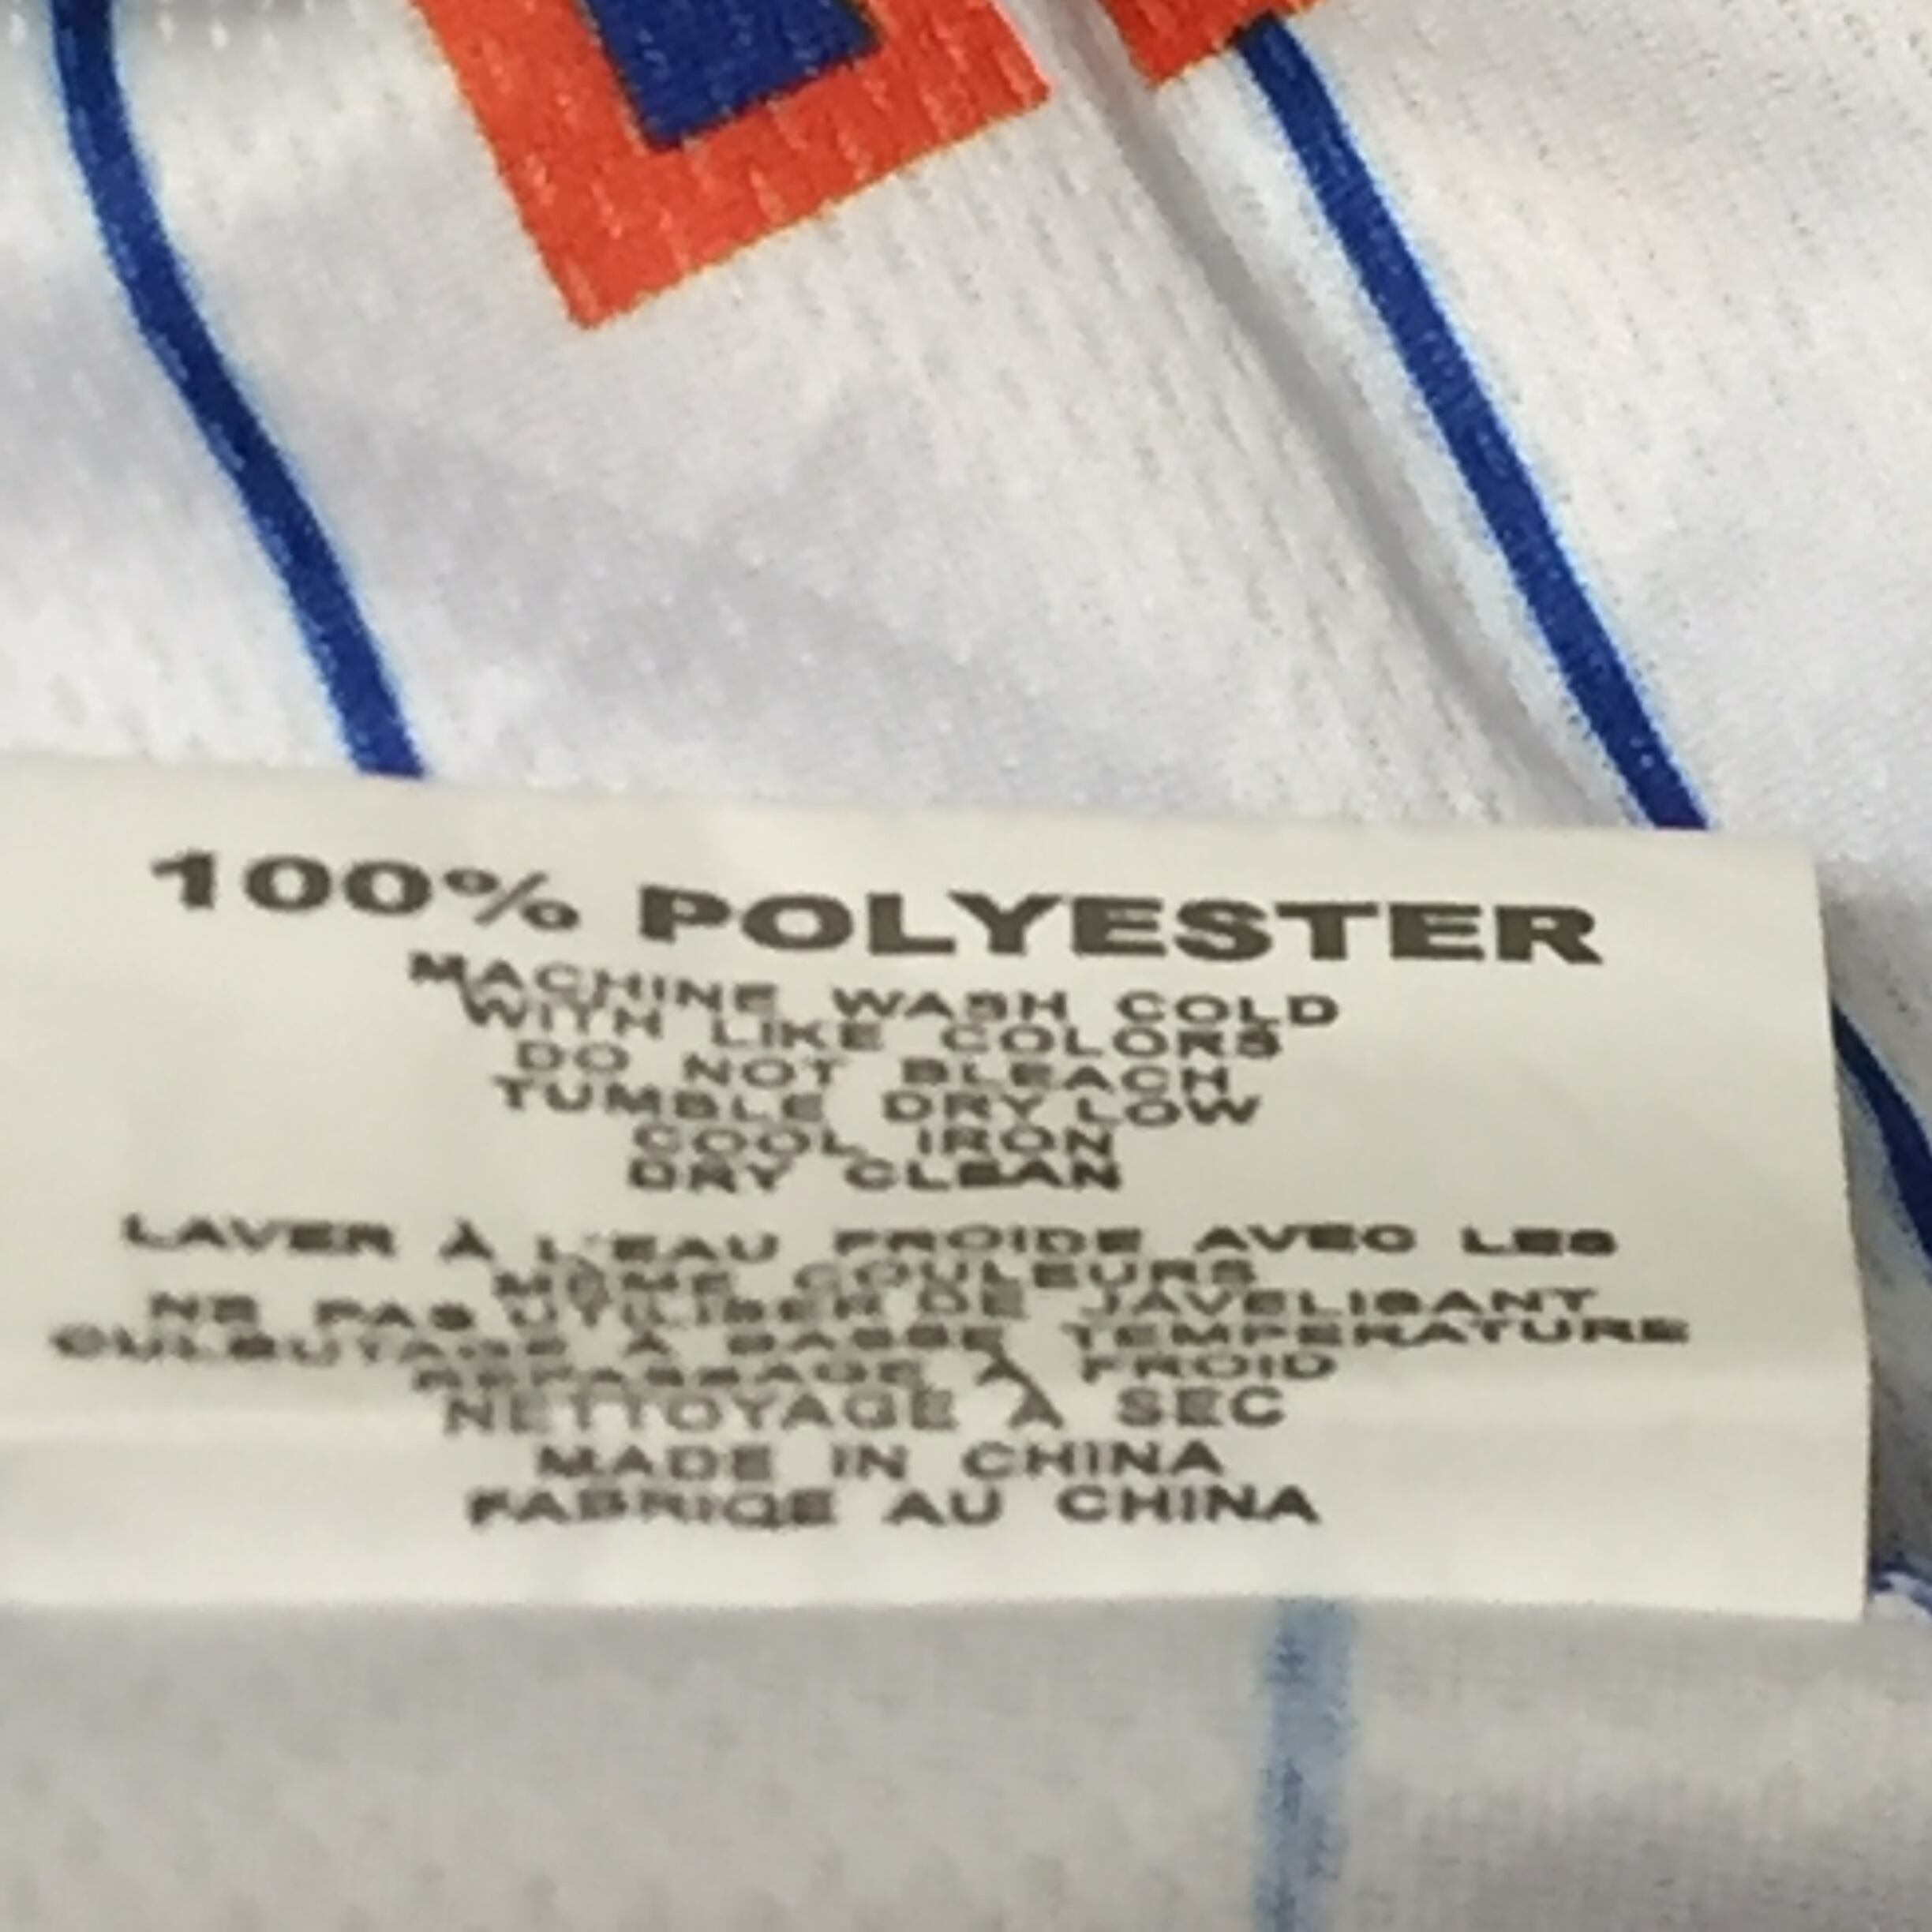 100% POLYESTER
MACHINE WASH COLD
WITH LIKE COLORS
DO NOT BLEACH
TUMBLE DRY LOW
COOL IRON
DRY CLEAN
LAVER À L'EAU FROIDE AVEC LES
MÊME COULEURS
NE PAS UTILISER DE JAVELISANT
CULBUTAGE À BASSE TEMPERATURE
REPASSAGE À FROID
NETTOYAGE À SEC
MADE IN CHINA
FABRIQE AU CHINA